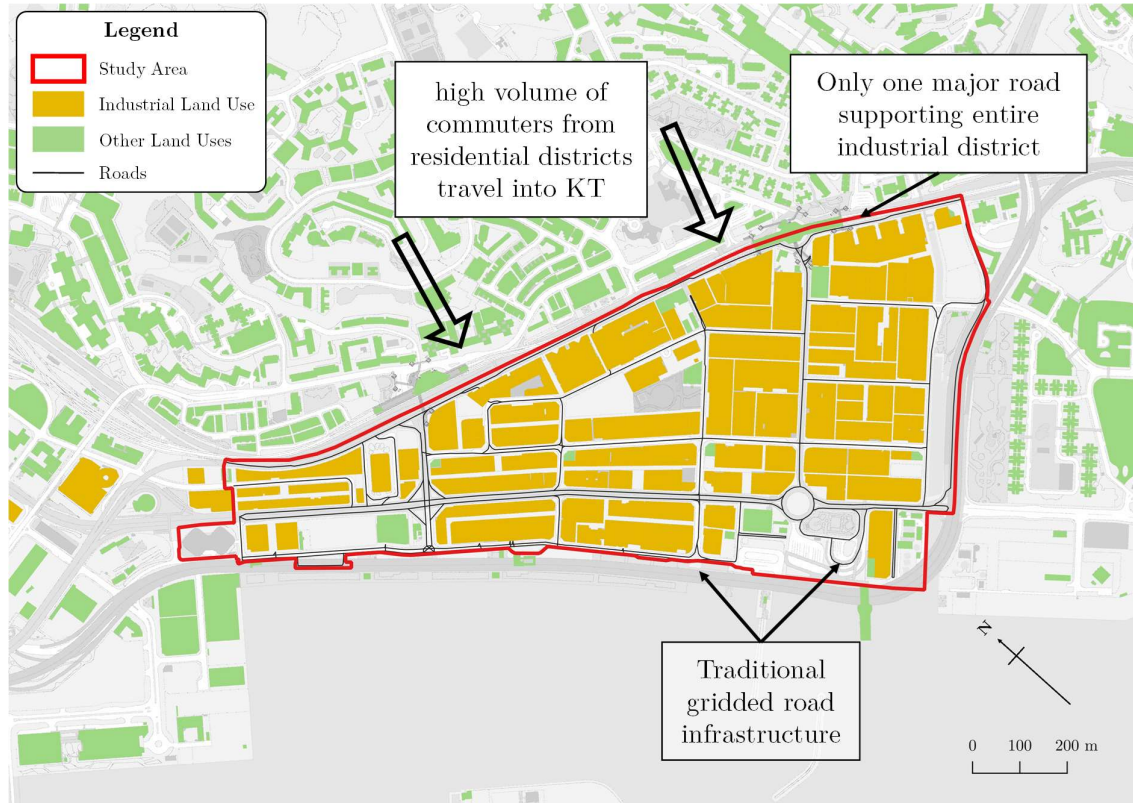 Legend
Study Area
Industrial Land Use
Other Land Uses
Roads
high volume of
commuters from
residential districts
travel into KT
Only one major road
supporting entire
industrial district
Traditional
gridded road
infrastructure
N
0 100 200 m